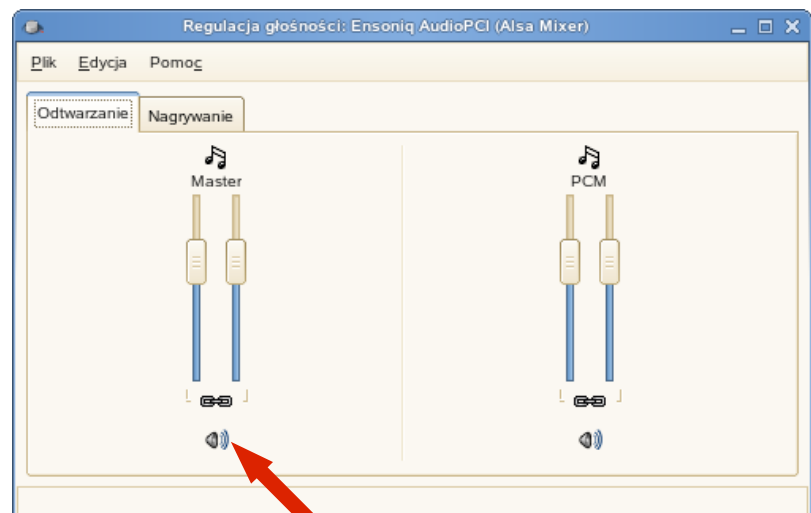 Regulacja głośności: Ensoniq AudioPCI (Alsa Mixer)
Plik Edycja Pomoc
Odtwarzanie Nagrywanie
Master PCM